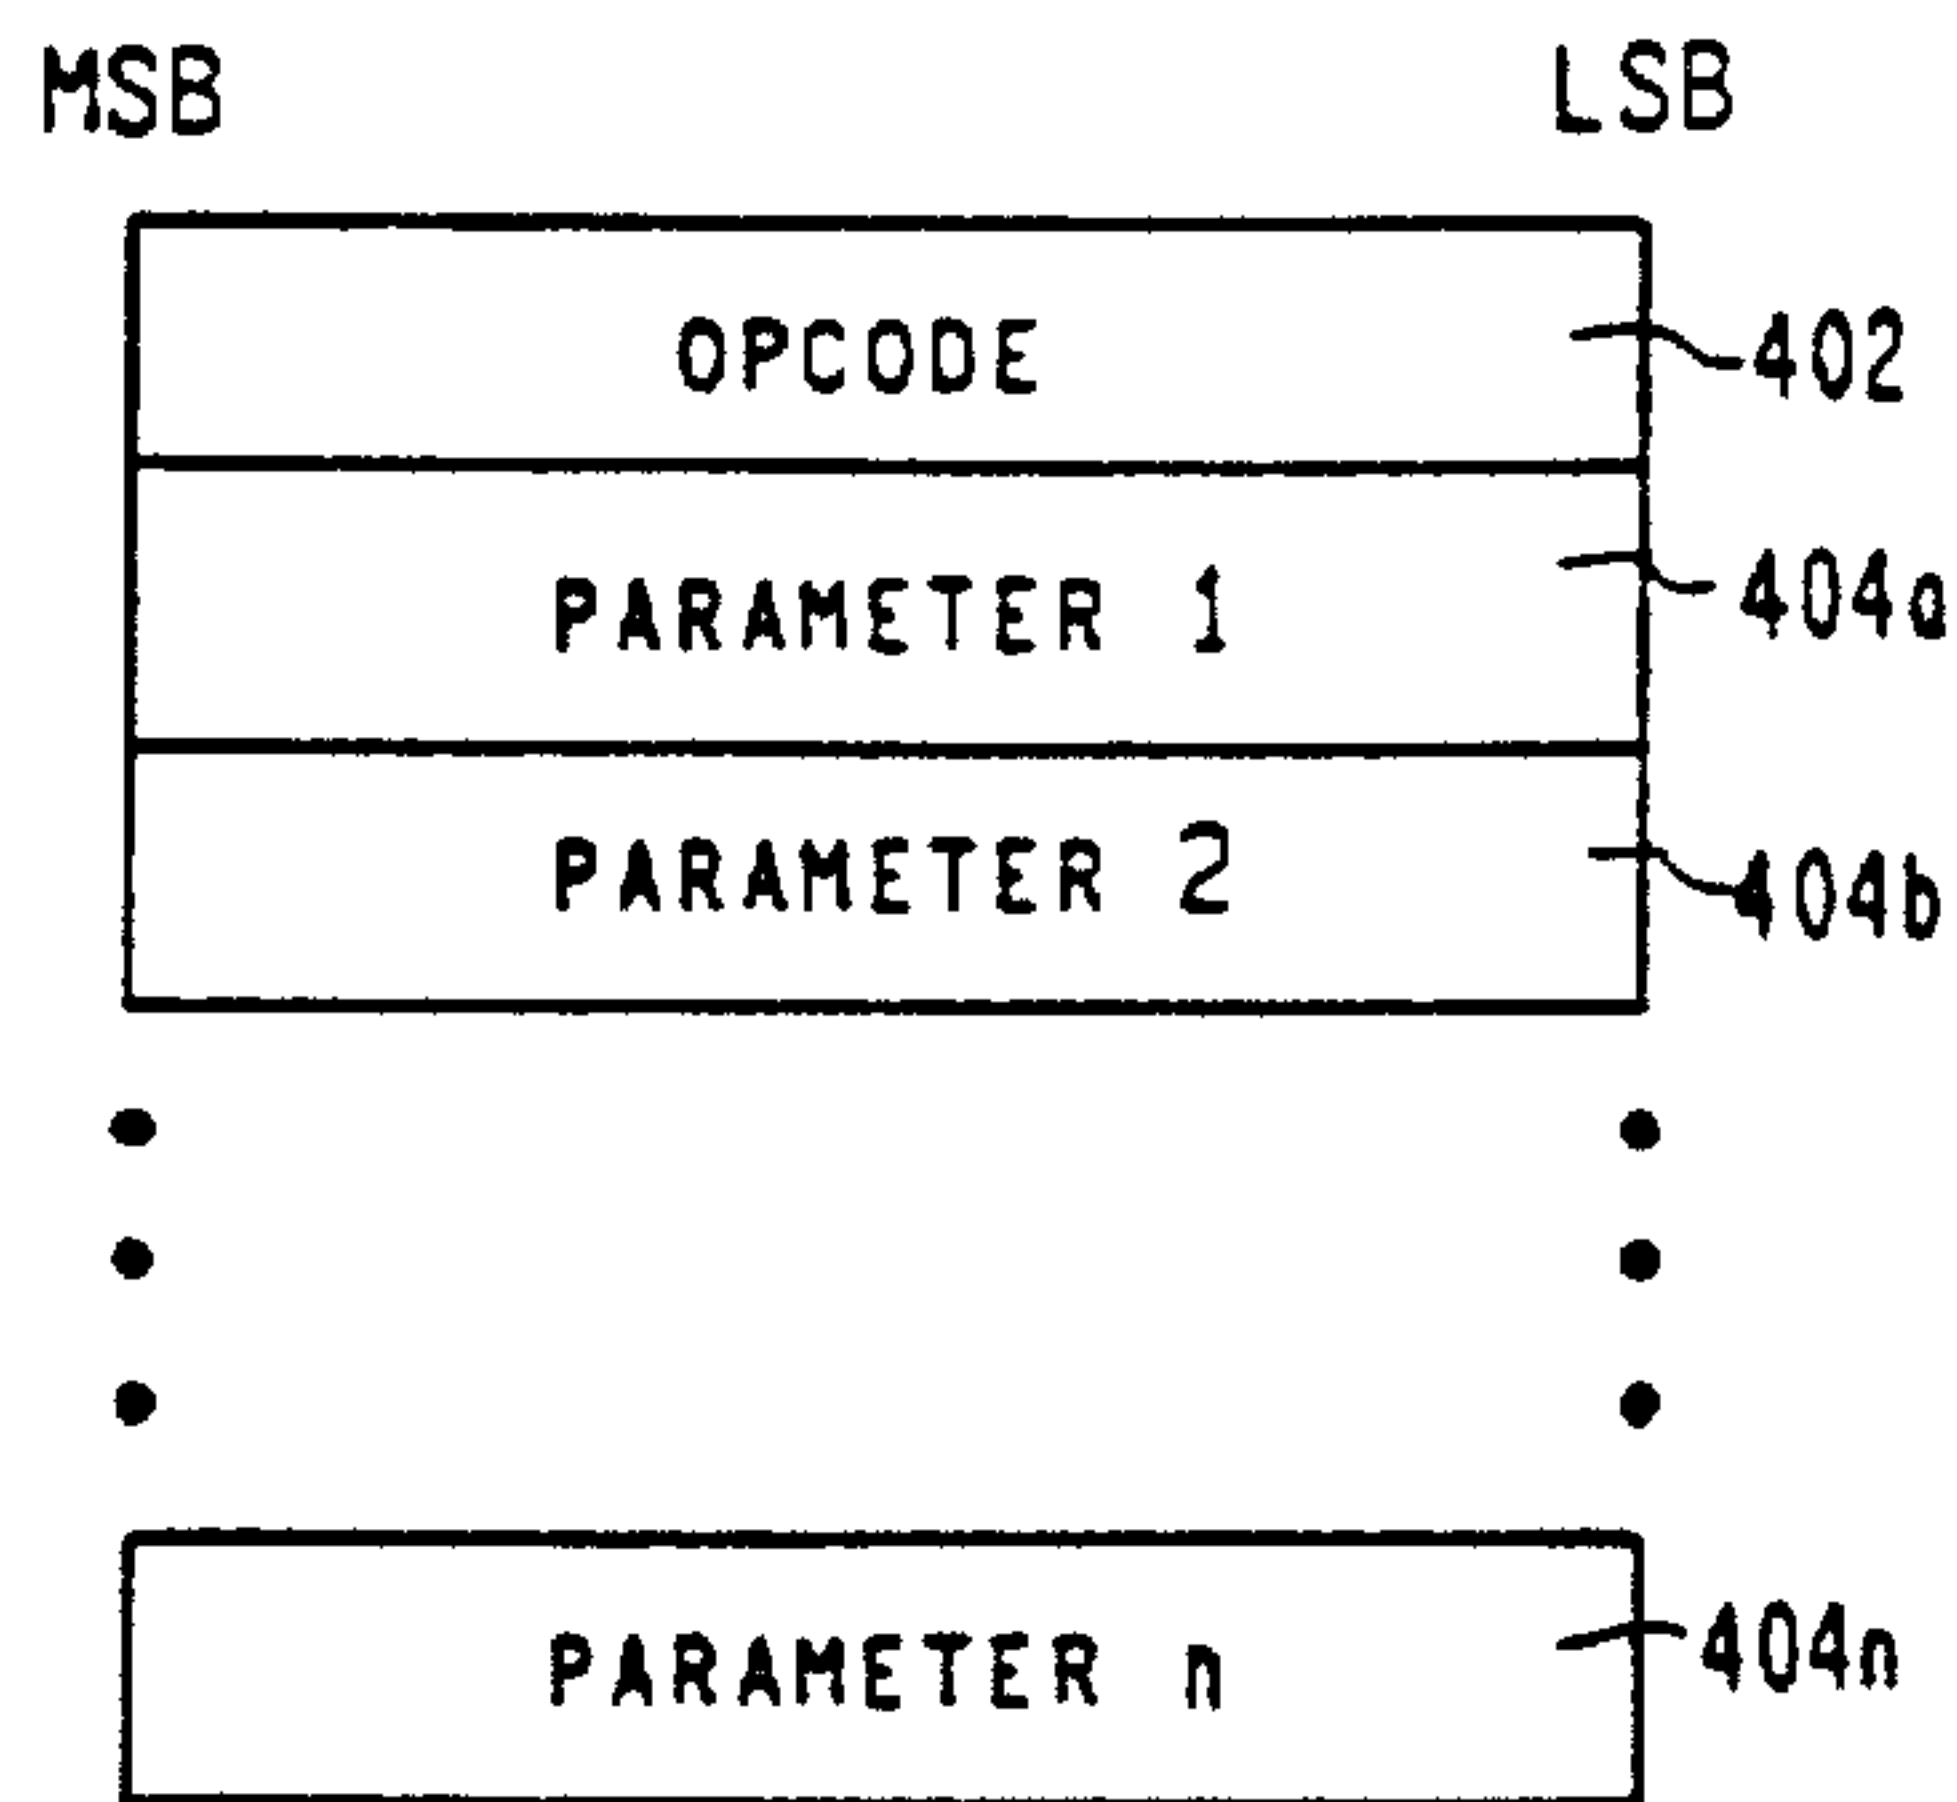 MSB LSB
OPCODE 402
PARAMETER 1 404a
PARAMETER 2 404b
PARAMETER n 404n